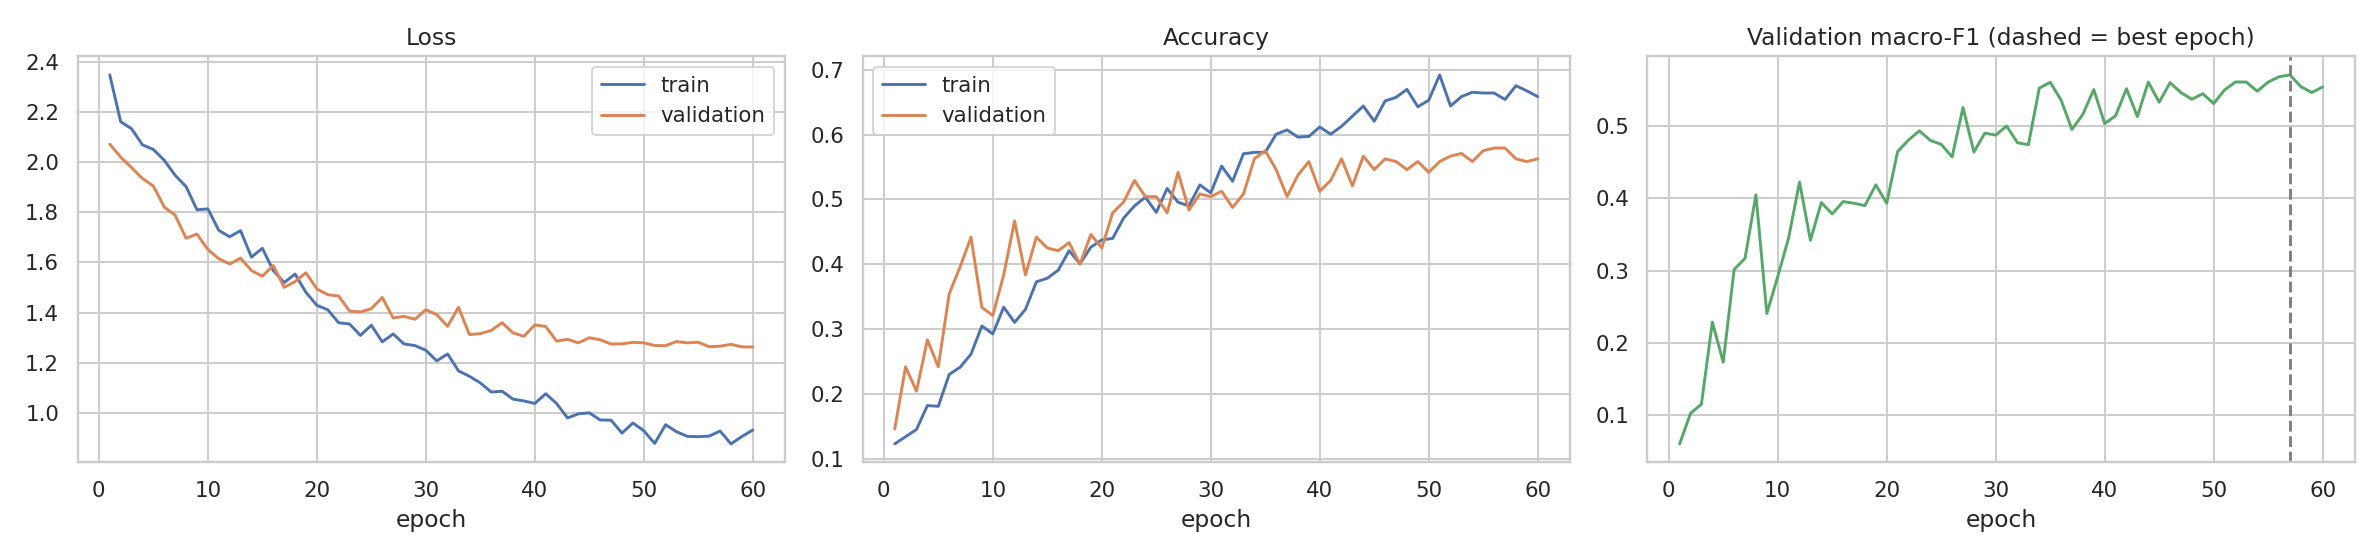 Loss
2.4
2.2
2.0
1.8
1.6
1.4
1.2
1.0
0 10 20 30 40 50 60
epoch
train
validation
Accuracy
0.7
0.6
0.5
0.4
0.3
0.2
0.1
0 10 20 30 40 50 60
epoch
train
validation
Validation macro-F1 (dashed = best epoch)
0.5
0.4
0.3
0.2
0.1
0 10 20 30 40 50 60
epoch